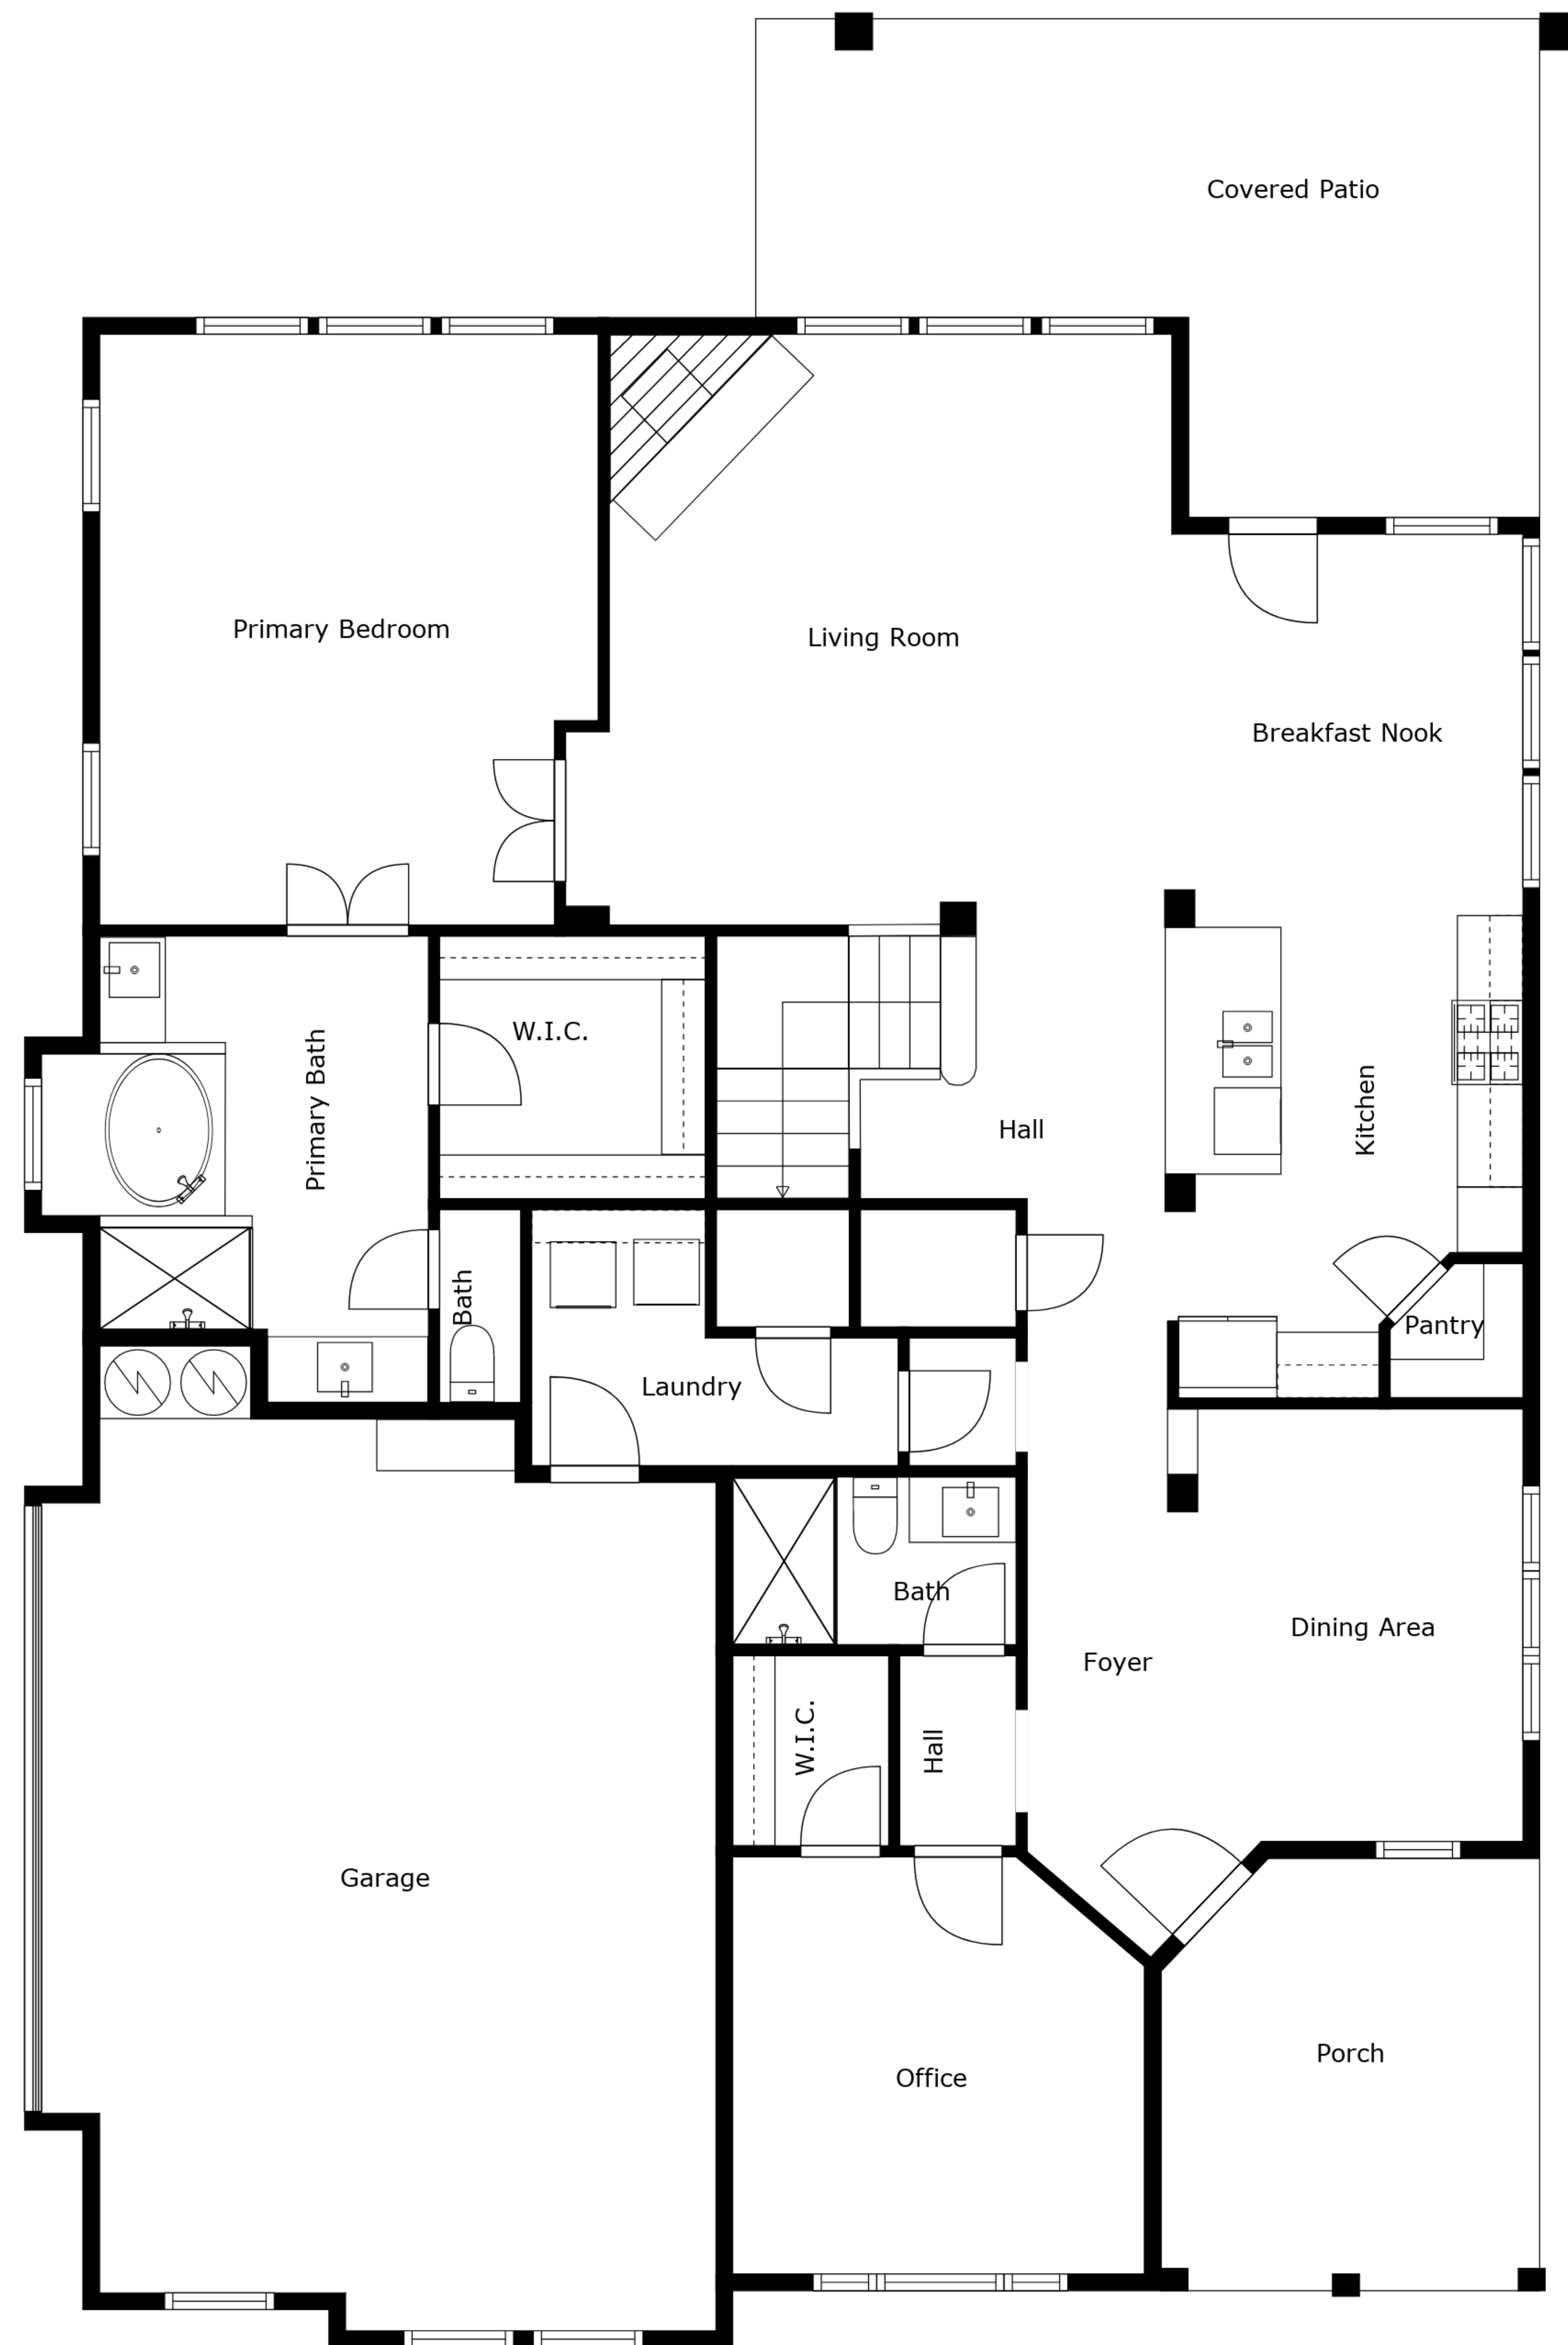 Covered Patio
Primary Bedroom
Living Room
Breakfast Nook
W.I.C.
Primary Bath
Hall
Kitchen
Bath
Pantry
Laundry
Bath
Dining Area
Foyer
W.I.C.
Hall
Garage
Porch
Office